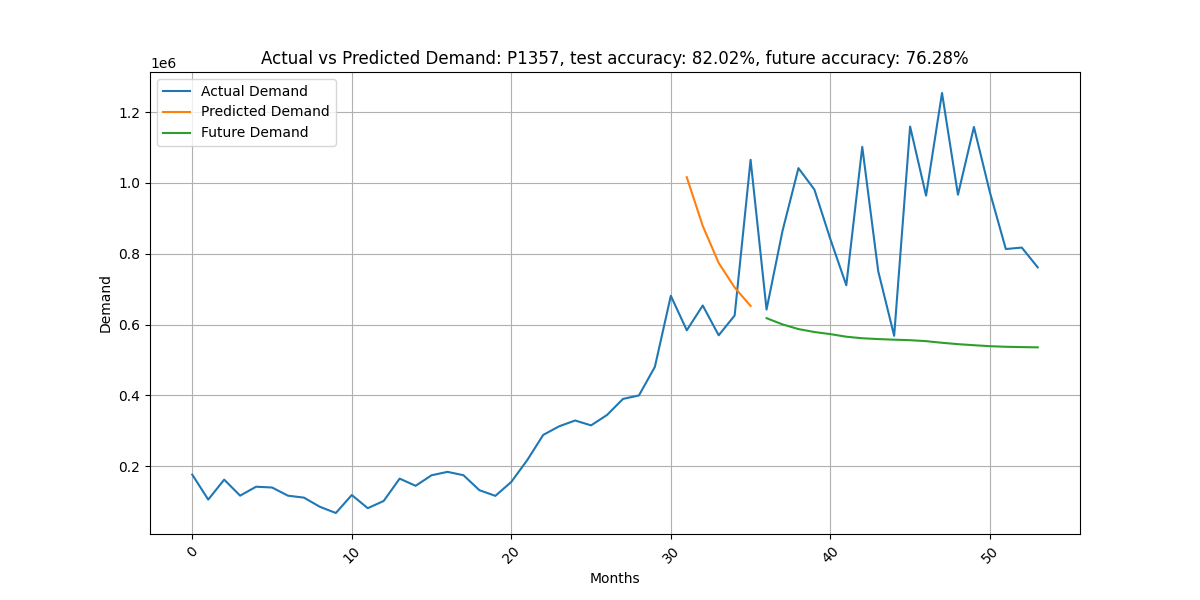 Actual vs Predicted Demand: P1357, test accuracy: 82.02%, future accuracy: 76.28%
1e6
Actual Demand
Predicted Demand
Future Demand
1.2
1.0
0.8
0.6
0.4
0.2
Demand
0 10 20 30 40 50
Months